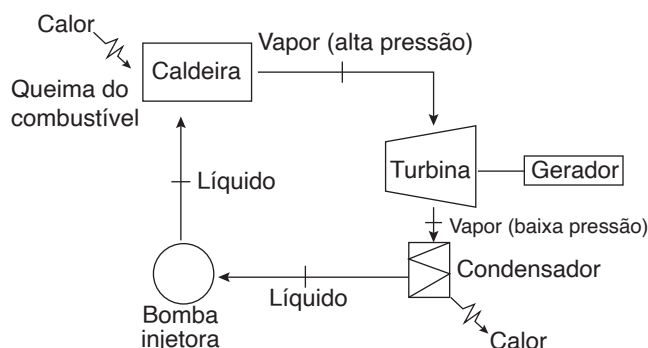 Calor
Vapor (alta pressão)
Caldeira
Queima do
combustível
Turbina
Gerador
Líquido
Vapor (baixa pressão)
Condensador
Líquido
Bomba
injetora
Calor